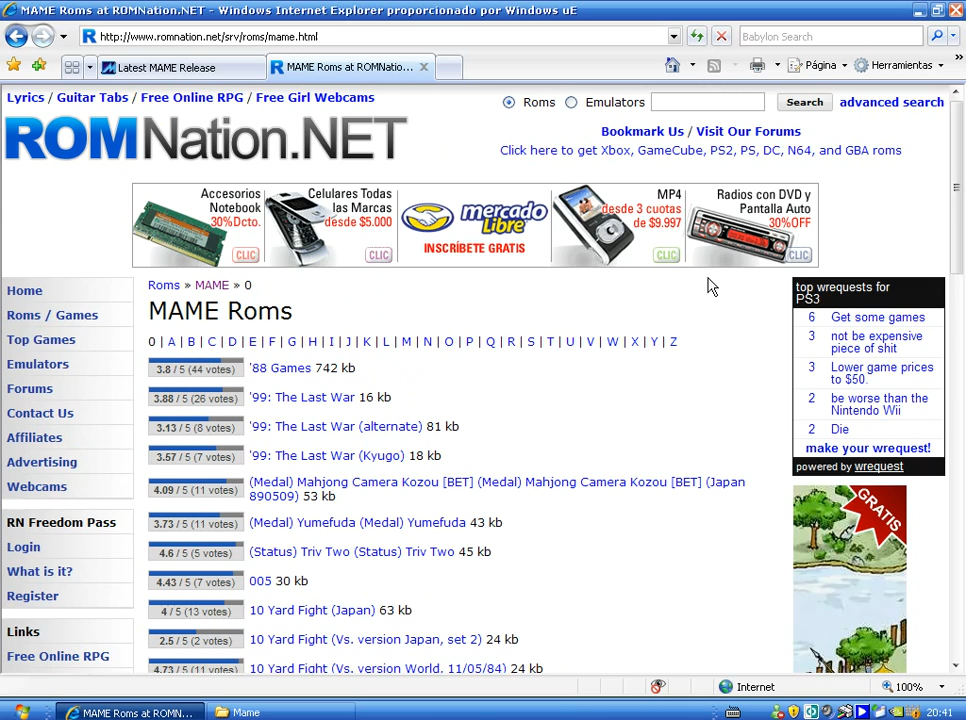 MAME Roms at ROMNation.NET - Windows Internet Explorer proporcionado por Windows uE
http://www.romnation.net/srv/roms/mame.html
Babylon Search
Latest MAME Release
MAME Roms at ROMNatio...
Página
Herramientas
Lyrics / Guitar Tabs / Free Online RPG / Free Girl Webcams
Roms Emulators Search advanced search
ROMNation.NET
Bookmark Us / Visit Our Forums
Click here to get Xbox, GameCube, PS2, PS, DC, N64, and GBA roms
Accesorios
Notebook
30%Dcto.
CLIC
Celulares Todas
las Marcas
desde $5.000
CLIC
mercado
Libre
INSCRÍBETE GRATIS
MP4
desde 3 cuotas
de $9.997
CLIC
Radios con DVD y
Pantalla Auto
30%OFF
CLIC
Home
Roms / Games
Top Games
Emulators
Forums
Contact Us
Affiliates
Advertising
Webcams
RN Freedom Pass
Login
What is it?
Register
Links
Free Online RPG
Roms » MAME » 0
MAME Roms
0 | A | B | C | D | E | F | G | H | I | J | K | L | M | N | O | P | Q | R | S | T | U | V | W | X | Y | Z
3.8 / 5 (44 votes) '88 Games 742 kb
3.88 / 5 (26 votes) '99: The Last War 16 kb
3.13 / 5 (8 votes) '99: The Last War (alternate) 81 kb
3.57 / 5 (7 votes) '99: The Last War (Kyugo) 18 kb
4.09 / 5 (11 votes) (Medal) Mahjong Camera Kozou [BET] (Medal) Mahjong Camera Kozou [BET] (Japan
890509) 53 kb
3.73 / 5 (11 votes) (Medal) Yumefuda (Medal) Yumefuda 43 kb
4.6 / 5 (5 votes) (Status) Triv Two (Status) Triv Two 45 kb
4.43 / 5 (7 votes) 005 30 kb
4 / 5 (13 votes) 10 Yard Fight (Japan) 63 kb
2.5 / 5 (2 votes) 10 Yard Fight (Vs. version Japan, set 2) 24 kb
4.73 / 5 (11 votes) 10 Yard Fight (Vs. version World, 11/05/84) 24 kb
top wrequests for
PS3
6 Get some games
3 not be expensive
piece of shit
3 Lower game prices
to $50.
2 be worse than the
Nintendo Wii
2 Die
make your wrequest!
powered by wrequest
GRATIS
Internet
100%
MAME Roms at ROMN...
Mame
20:41